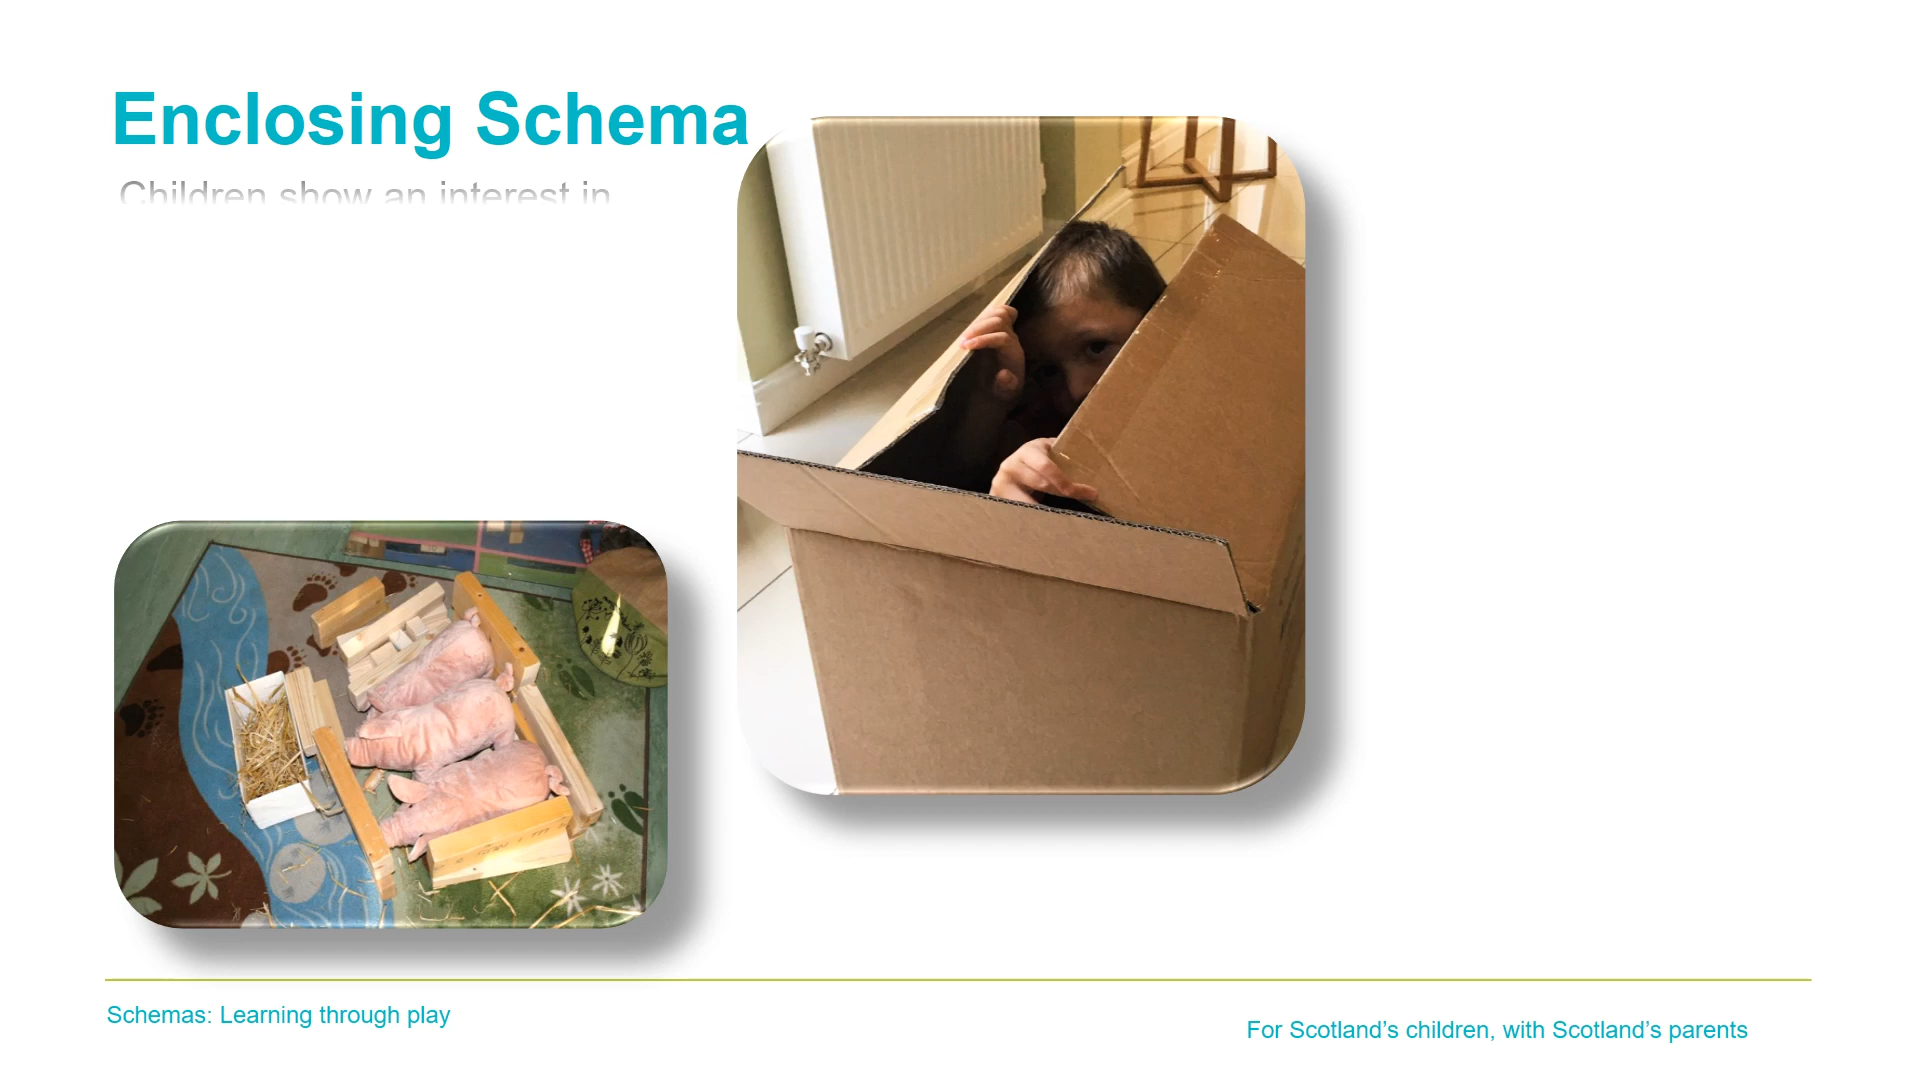 Enclosing Schema
Children show an interest in
Schemas: Learning through play
For Scotland’s children, with Scotland’s parents